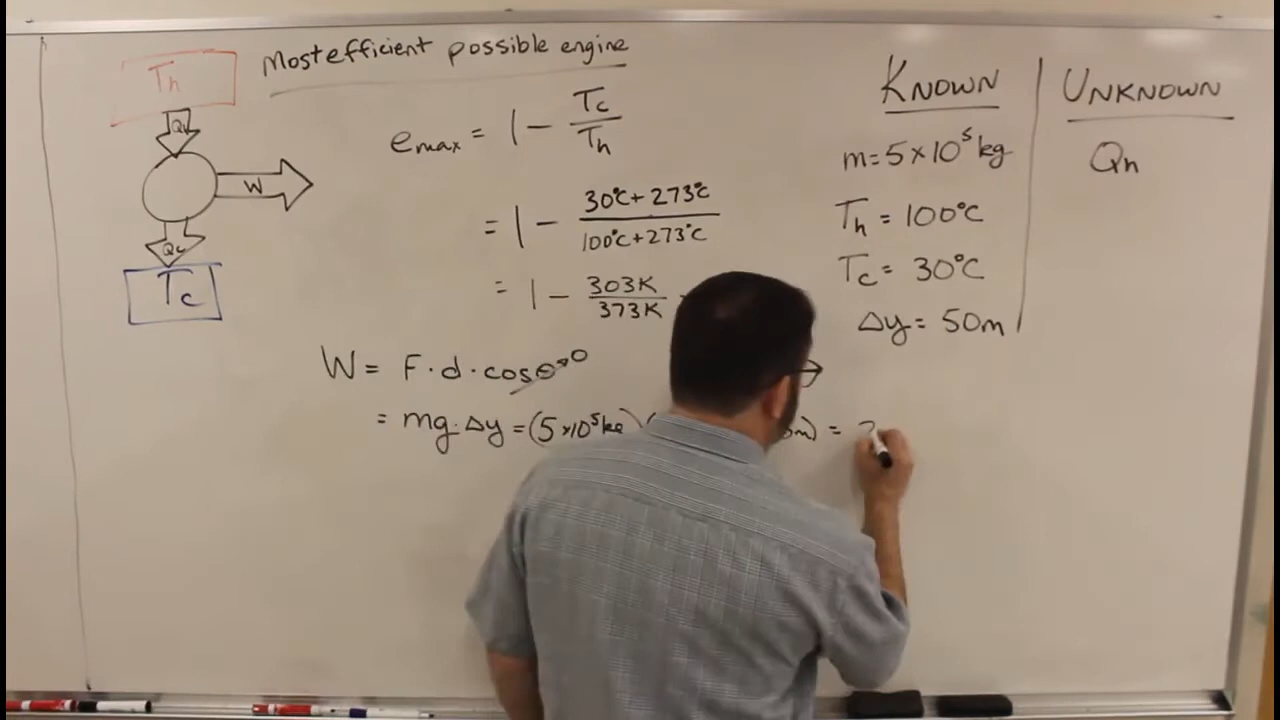 Most efficient possible engine
Th
Qh
W
Qc
Tc
emax = 1 - Tc/Th
= 1 - 30°C + 273°C / 100°C + 273°C
= 1 - 303K / 373K
W = F · d · cosθ 0
= mg · Δy = (5×10⁵kg) m) =
KNOWN
m = 5×10⁵ kg
Th = 100°C
Tc = 30°C
Δy = 50m
UNKNOWN
Qh